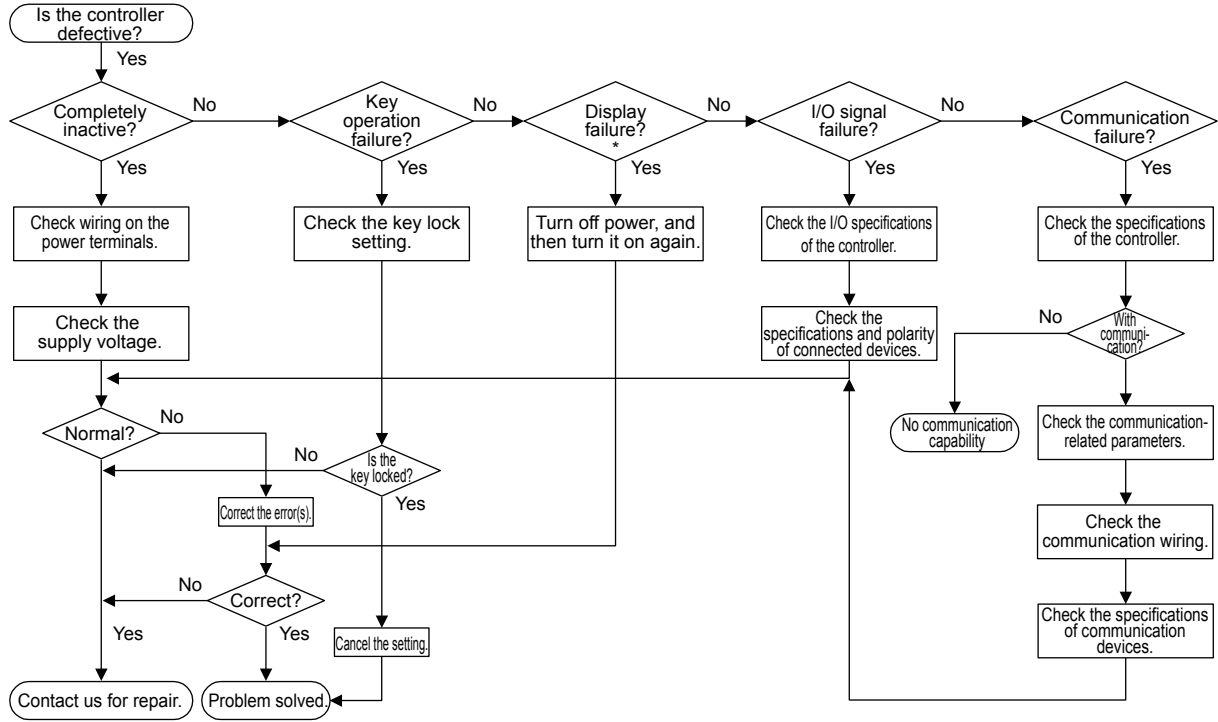 Is the controller
defective?
Yes
Completely
inactive?
No
Key
operation
failure?
No
Display
failure?
*
No
I/O signal
failure?
No
Communication
failure?
Yes
Yes
Yes
Yes
Yes
Check wiring on the
power terminals.
Check the key lock
setting.
Turn off power, and
then turn it on again.
Check the I/O specifications
of the controller.
Check the specifications
of the controller.
Check the
supply voltage.
Check the
specifications and polarity
of connected devices.
No
With
communi-
cation?
No communication
capability
Check the communication-
related parameters.
Normal?
No
No
Is the
key locked?
Yes
Correct the error(s).
Check the
communication wiring.
No
Correct?
Yes
Yes
Cancel the setting.
Check the specifications
of communication
devices.
Contact us for repair.
Problem solved.